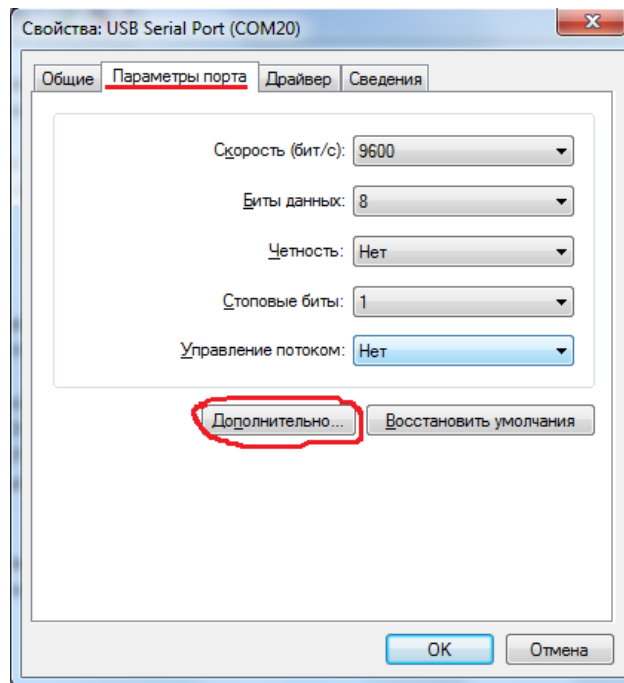 Свойства: USB Serial Port (COM20)
Общие Параметры порта Драйвер Сведения
Скорость (бит/с): 9600
Биты данных: 8
Четность: Нет
Стоповые биты: 1
Управление потоком: Нет
Дополнительно... Восстановить умолчания
OK Отмена